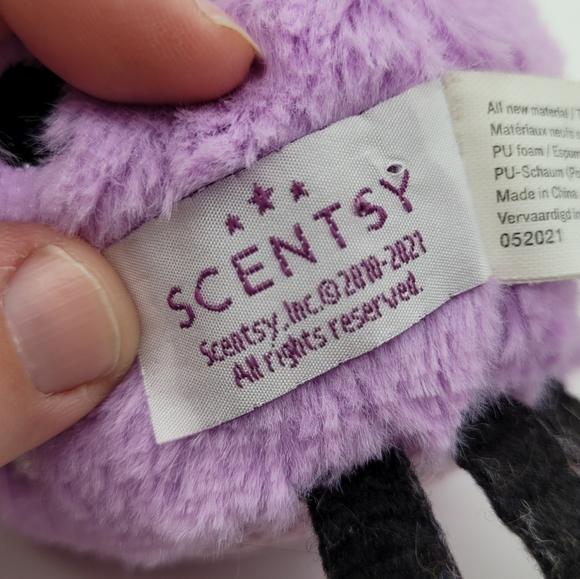 SCENTSY
Scentsy, Inc.© 2010-2021
All rights reserved.
All new material / T
Matériaux neufs
PU foam / Espum
PU-Schaum (P
Made in China
Vervaardigd in
052021